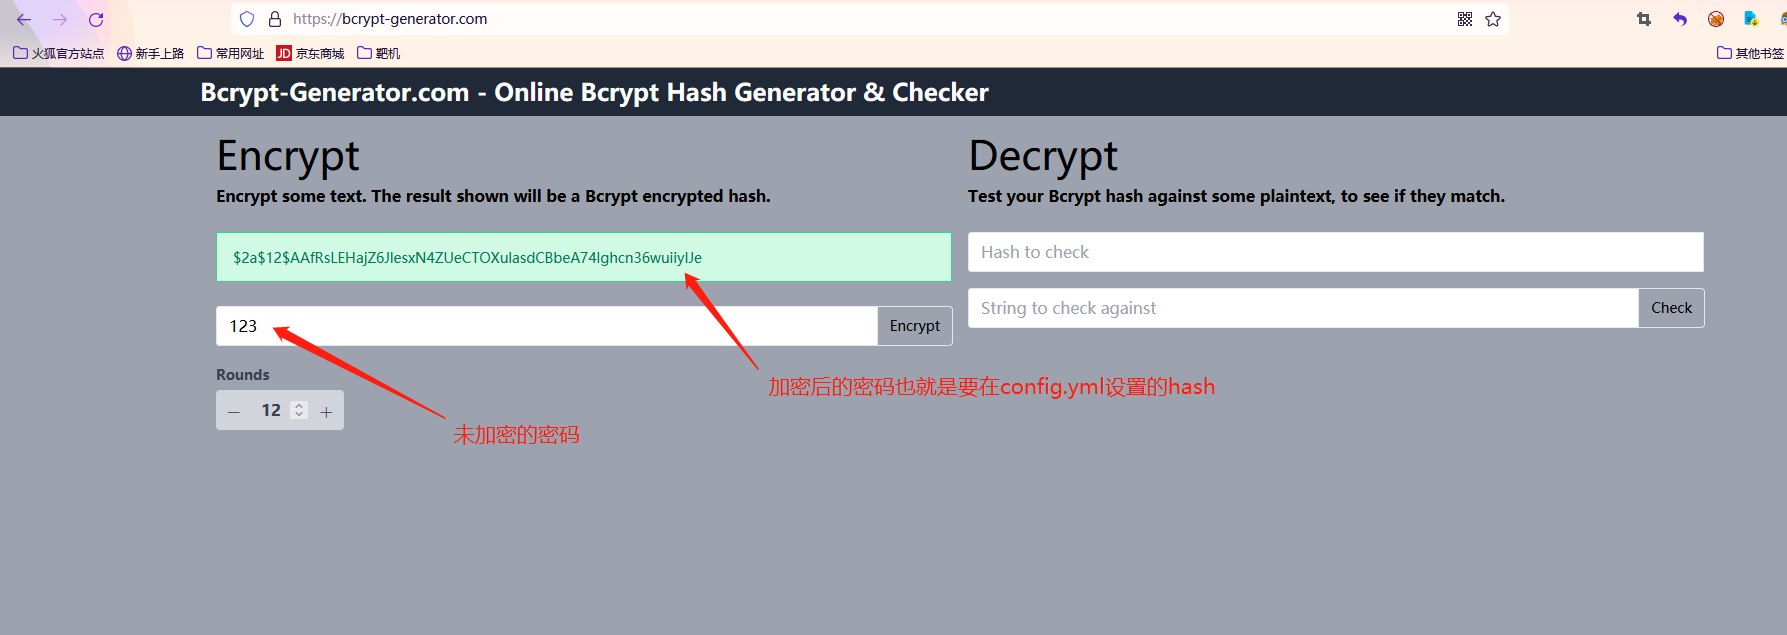 https://bcrypt-generator.com
火狐官方站点 新手上路 常用网址 JD 京东商城 靶机 其他书签
Bcrypt-Generator.com - Online Bcrypt Hash Generator & Checker
Encrypt
Encrypt some text. The result shown will be a Bcrypt encrypted hash.
$2a$12$AAfRsLEHajZ6JIesxN4ZUeCTOXulasdCBbeA74Ighcn36wuiiyIJe
123
Encrypt
Rounds
12
Decrypt
Test your Bcrypt hash against some plaintext, to see if they match.
Hash to check
String to check against
Check
加密后的密码也就是要在config.yml设置的hash
未加密的密码